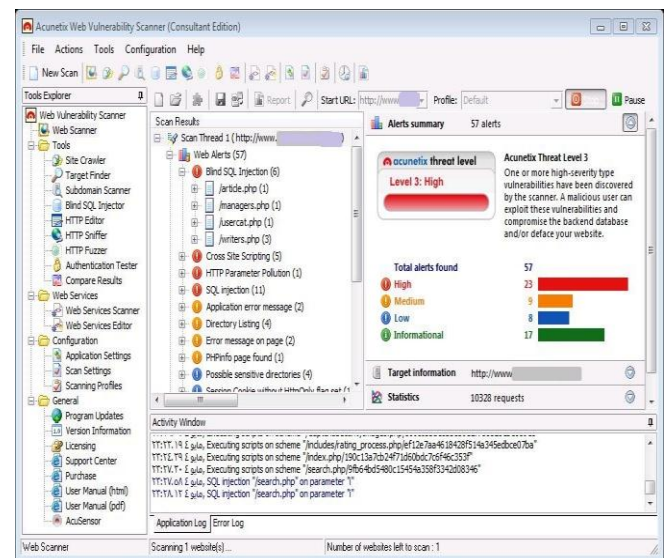 Acunetix Web Vulnerability Scanner (Consultant Edition)
File Actions Tools Configuration Help
New Scan
Tools Explorer
Web Vulnerability Scanner
Web Scanner
Tools
Site Crawler
Target Finder
Subdomain Scanner
Blind SQL Injector
HTTP Editor
HTTP Sniffer
HTTP Fuzzer
Authentication Tester
Compare Results
Web Services
Web Services Scanner
Web Services Editor
Configuration
Application Settings
Scan Settings
Scanning Profiles
General
Program Updates
Version Information
Licensing
Support Center
Purchase
User Manual (html)
User Manual (pdf)
AcuSensor
Report
Start URL: http://www
Profile: Default
Pause
Scan Results
Scan Thread 1 ( http://www. )
Web Alerts (57)
Blind SQL Injection (6)
/article.php (1)
/managers.php (1)
/usercat.php (1)
/writers.php (3)
Cross Site Scripting (5)
HTTP Parameter Pollution (1)
SQL injection (11)
Application error message (2)
Directory Listing (4)
Error message on page (2)
PHPinfo page found (1)
Possible sensitive directories (4)
Session Cookie without HttpOnly flag set (1
Alerts summary 57 alerts
acunetix threat level
Level 3: High
Acunetix Threat Level 3
One or more high-severity type
vulnerabilities have been discovered
by the scanner. A malicious user can
exploit these vulnerabilities and
compromise the backend database
and/or deface your website.
Total alerts found 57
High 23
Medium 9
Low 8
Informational 17
Target information http://www
Statistics 10328 requests
Activity Window
Executing scripts on scheme
Executing scripts on scheme "/index.php/
Executing scripts on scheme "/search.php/
SQL injection "/search.php" on parameter
SQL injection "/search.php" on parameter
Application Log Error Log
Web Scanner
Scanning 1 website(s) ...
Number of websites left to scan : 1